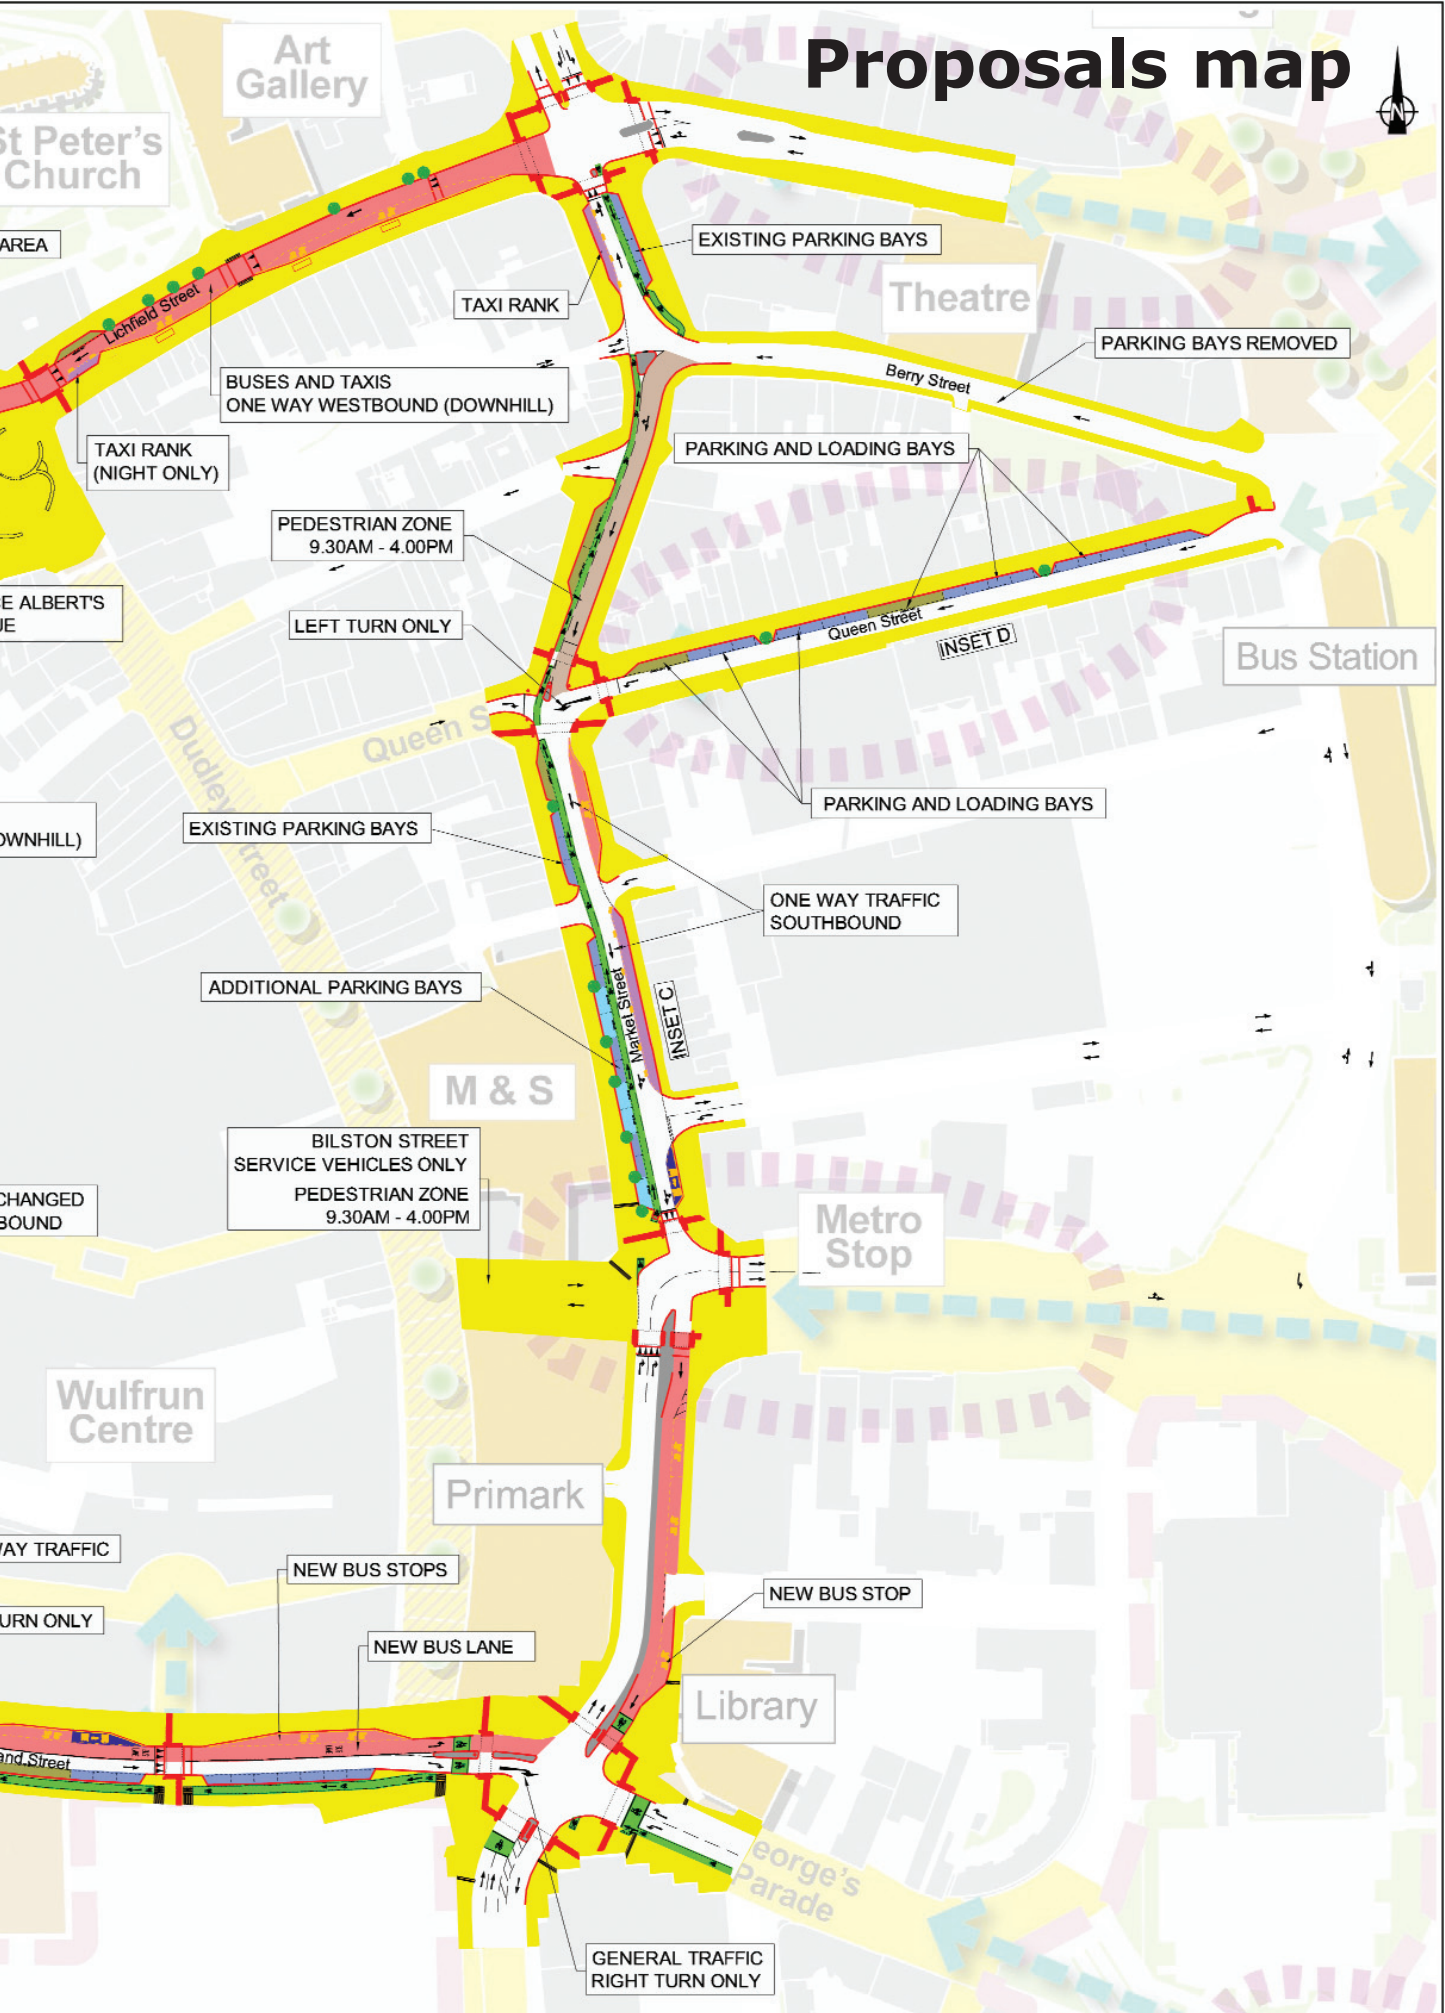 Proposals map
N
Art
Gallery
St Peter's
Church
AREA
EXISTING PARKING BAYS
TAXI RANK
Theatre
Lichfield Street
PARKING BAYS REMOVED
Berry Street
BUSES AND TAXIS
ONE WAY WESTBOUND (DOWNHILL)
TAXI RANK
(NIGHT ONLY)
PARKING AND LOADING BAYS
PEDESTRIAN ZONE
9.30AM - 4.00PM
E ALBERT'S
UE
LEFT TURN ONLY
Queen Street
INSET D
Bus Station
Queen S
Dudley Street
PARKING AND LOADING BAYS
OWNHILL)
EXISTING PARKING BAYS
ONE WAY TRAFFIC
SOUTHBOUND
ADDITIONAL PARKING BAYS
Market Street
INSET C
M & S
BILSTON STREET
SERVICE VEHICLES ONLY
PEDESTRIAN ZONE
9.30AM - 4.00PM
CHANGED
BOUND
Metro
Stop
Wulfrun
Centre
Primark
AY TRAFFIC
NEW BUS STOPS
NEW BUS STOP
URN ONLY
NEW BUS LANE
Library
and Street
eorge's
Parade
GENERAL TRAFFIC
RIGHT TURN ONLY